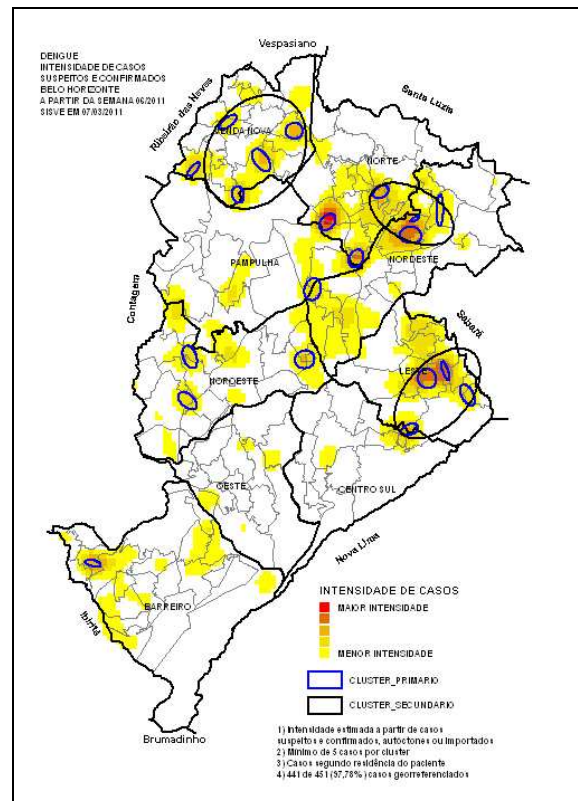 DENGUE
INTENSIDADE DE CASOS
SUSPEITOS E CONFIRMADOS
BELO HORIZONTE
A PARTIR DA SEMANA 06/2011
SISVE EM 07/03/2011
Vespasiano
Ribeirão das Neves
Santa Luzia
VENDA NOVA
NORTE
NORDESTE
PAMPULHA
Contagem
Sabará
LESTE
NOROESTE
OESTE
CENTRO SUL
Nova Lima
BARREIRO
Ibirité
Brumadinho
INTENSIDADE DE CASOS
MAIOR INTENSIDADE
MENOR INTENSIDADE
CLUSTER_PRIMARIO
CLUSTER_SECUNDÁRIO
1) Intensidade estimada a partir de casos
suspeitos e confirmados, autóctones ou importados
2) Mínimo de 5 casos por cluster
3) Casos segundo residência do paciente
4) 441 de 451 (97,78%) casos georreferenciados